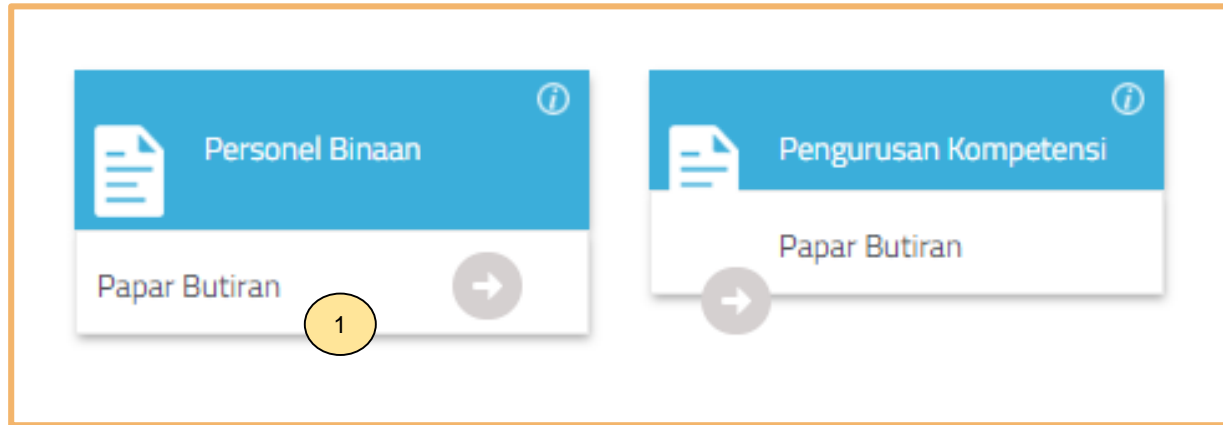 Personel Binaan
Papar Butiran
1
Pengurusan Kompetensi
Papar Butiran